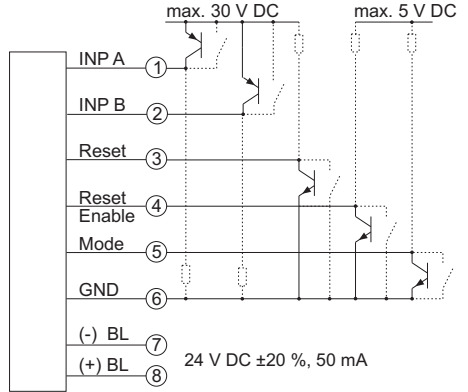 max. 30 V DC
max. 5 V DC
INP A
1
INP B
2
Reset
3
Reset
Enable
4
Mode
5
GND
6
(-) BL
7
(+) BL
8
24 V DC ±20 %, 50 mA